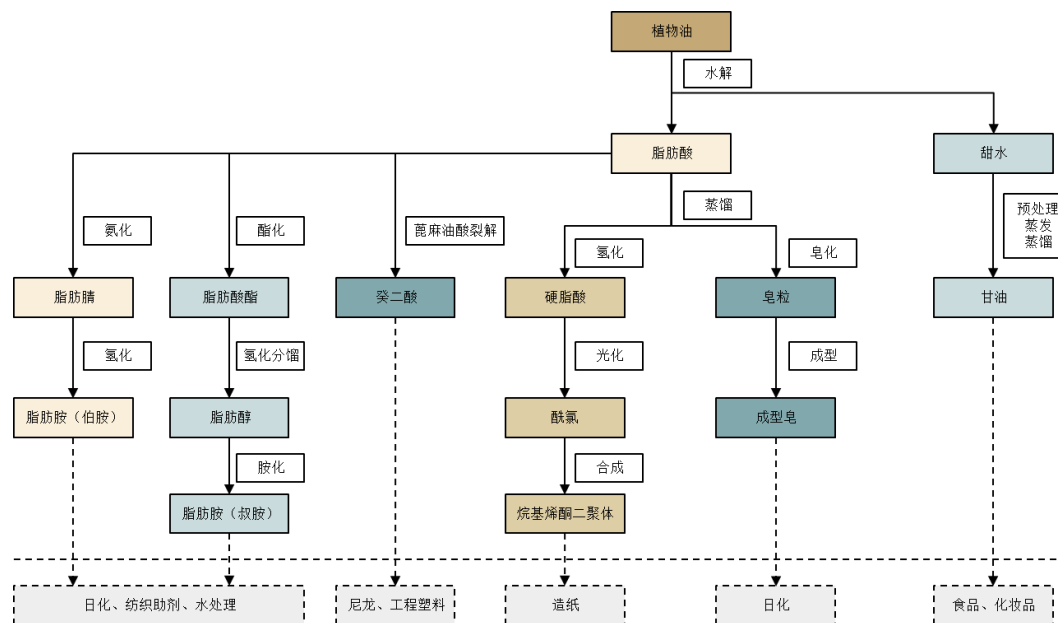 植物油
水解
脂肪酸
甜水
蒸馏
预处理
蒸发
蒸馏
氨化
酯化
蓖麻油酸裂解
氢化
皂化
脂肪腈
脂肪酸酯
癸二酸
硬脂酸
皂粒
甘油
氢化
氢化分馏
光化
成型
脂肪胺（伯胺）
脂肪醇
酰氯
成型皂
胺化
合成
脂肪胺（叔胺）
烷基烯酮二聚体
日化、纺织助剂、水处理
尼龙、工程塑料
造纸
日化
食品、化妆品